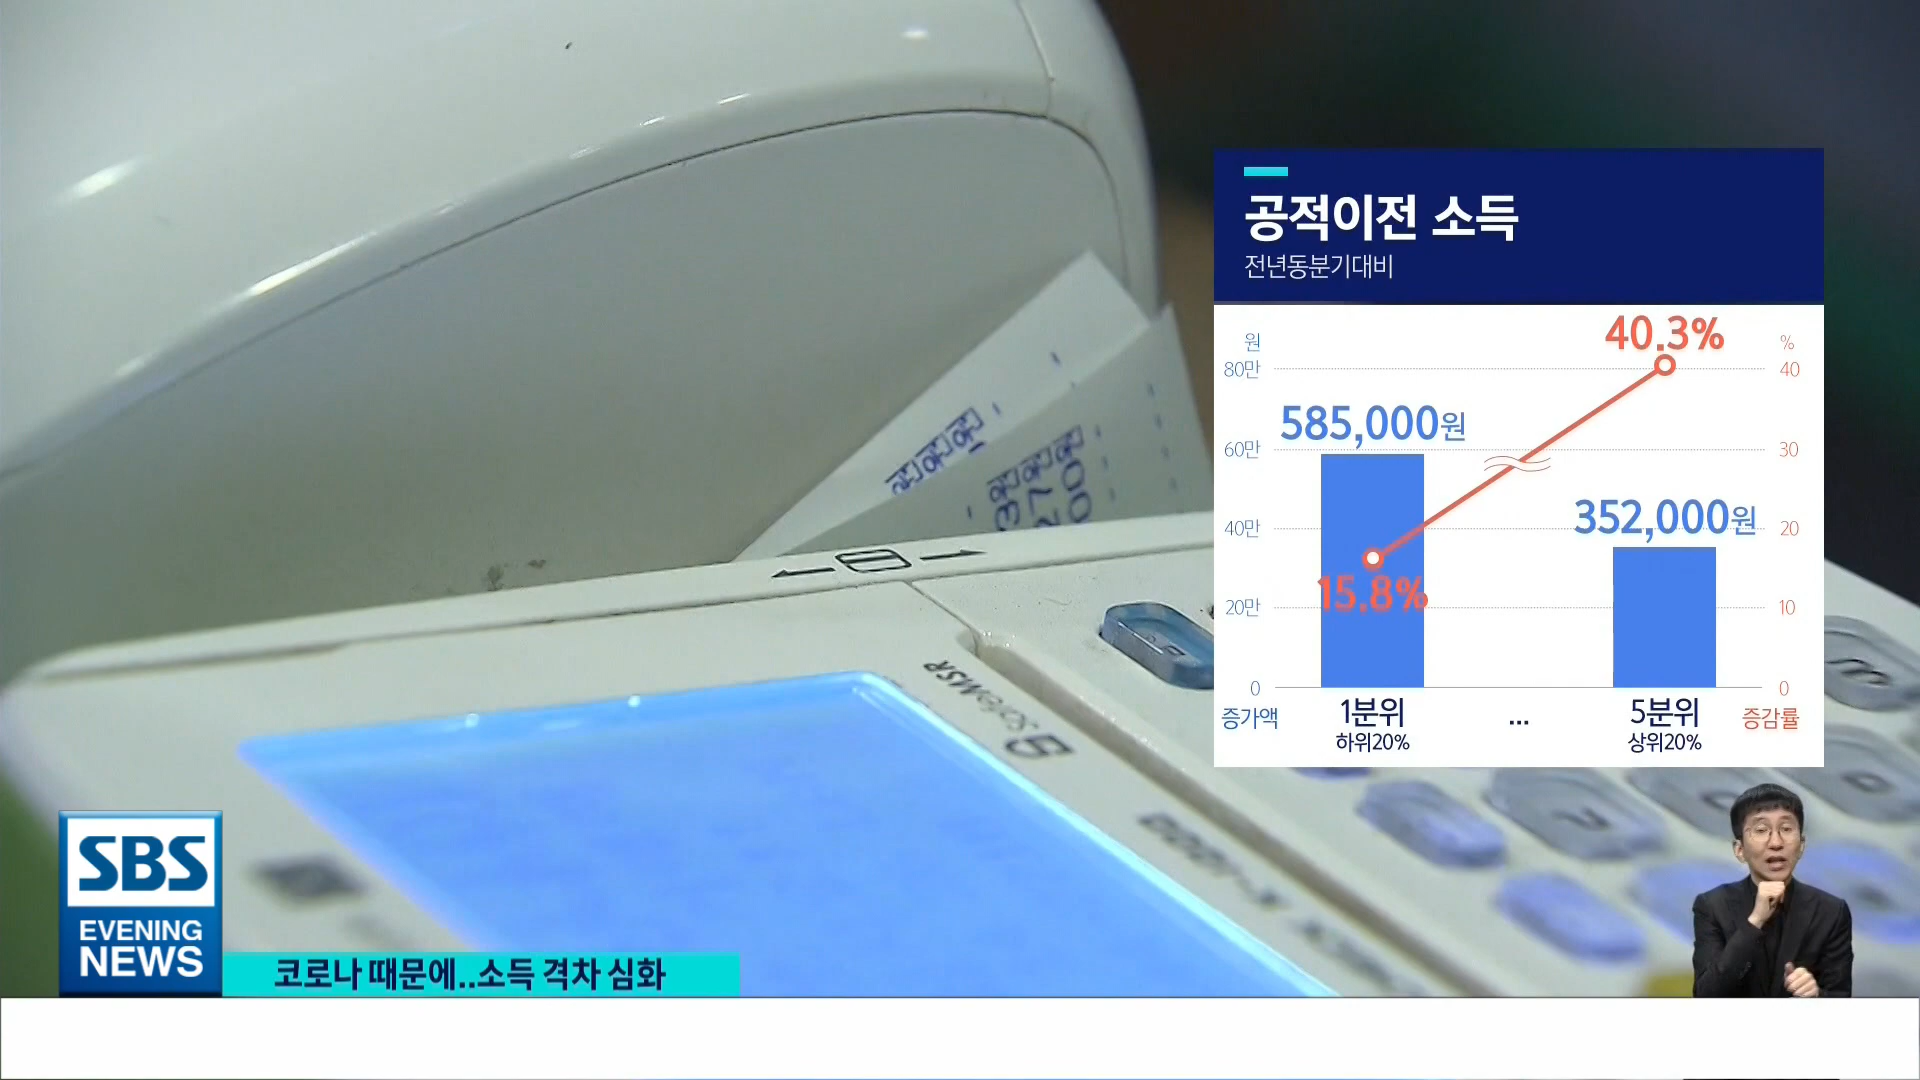 공적이전 소득
전년동분기대비
원
%
80만
60만
40만
20만
0
40
30
20
10
0
585,000원
15.8%
40.3%
352,000원
증가액
1분위
...
5분위
증감률
하위20%
상위20%
safeMSR
SBS
EVENING
NEWS
코로나 때문에..소득 격차 심화